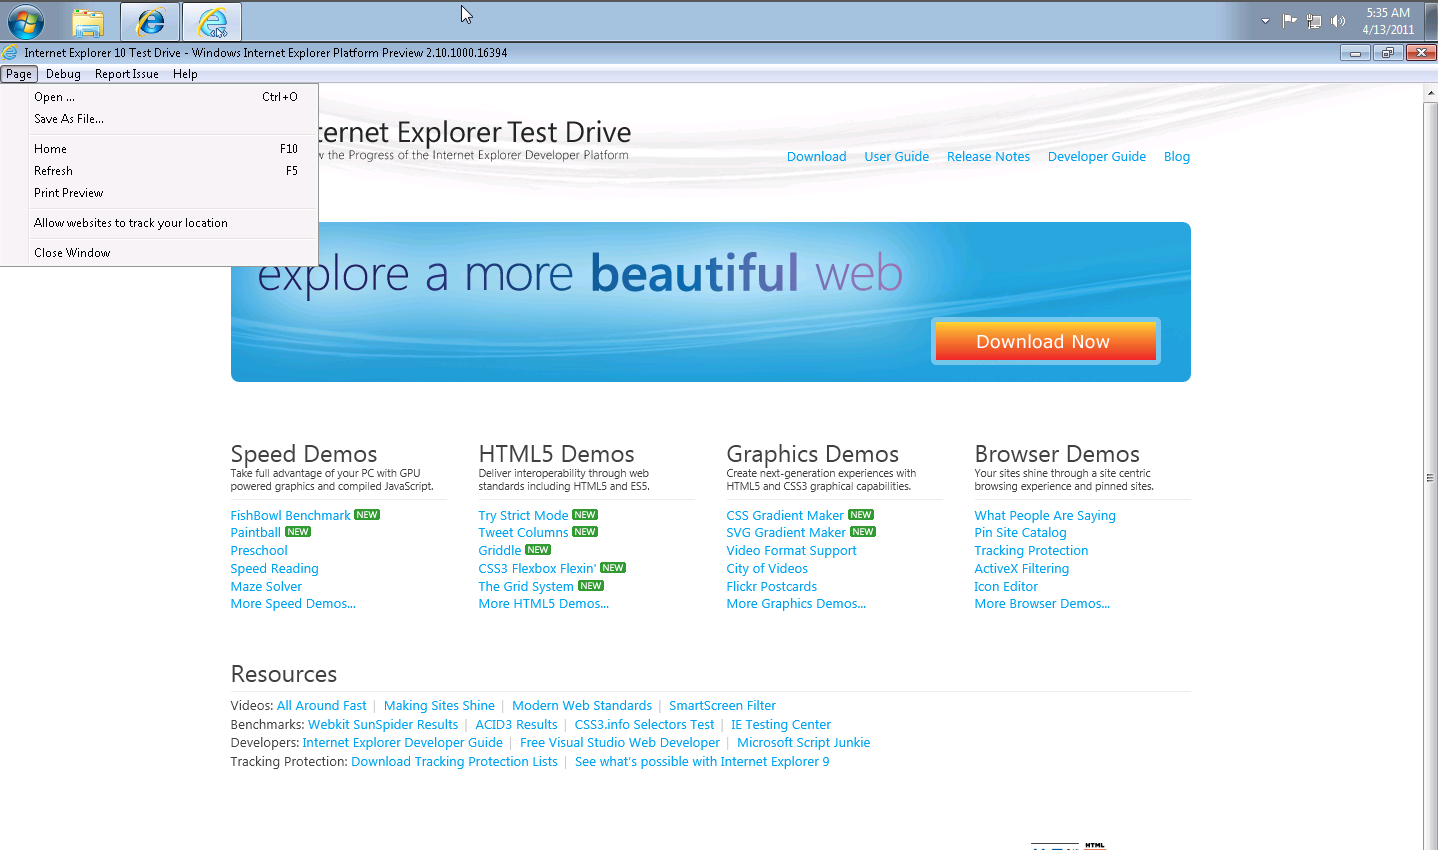 5:35 AM
4/13/2011
Internet Explorer 10 Test Drive - Windows Internet Explorer Platform Preview 2.10.1000.16394
Page Debug Report Issue Help
Open ... Ctrl+O
Save As File...
Home F10
Refresh F5
Print Preview
Allow websites to track your location
Close Window
ternet Explorer Test Drive
w the Progress of the Internet Explorer Developer Platform
Download User Guide Release Notes Developer Guide Blog
explore a more beautiful web
Download Now
Speed Demos
Take full advantage of your PC with GPU
powered graphics and compiled JavaScript.
FishBowl Benchmark NEW
Paintball NEW
Preschool
Speed Reading
Maze Solver
More Speed Demos...
HTML5 Demos
Deliver interoperability through web
standards including HTML5 and ES5.
Try Strict Mode NEW
Tweet Columns NEW
Griddle NEW
CSS3 Flexbox Flexin' NEW
The Grid System NEW
More HTML5 Demos...
Graphics Demos
Create next-generation experiences with
HTML5 and CSS3 graphical capabilities.
CSS Gradient Maker NEW
SVG Gradient Maker NEW
Video Format Support
City of Videos
Flickr Postcards
More Graphics Demos...
Browser Demos
Your sites shine through a site centric
browsing experience and pinned sites.
What People Are Saying
Pin Site Catalog
Tracking Protection
ActiveX Filtering
Icon Editor
More Browser Demos...
Resources
Videos: All Around Fast | Making Sites Shine | Modern Web Standards | SmartScreen Filter
Benchmarks: Webkit SunSpider Results | ACID3 Results | CSS3.info Selectors Test | IE Testing Center
Developers: Internet Explorer Developer Guide | Free Visual Studio Web Developer | Microsoft Script Junkie
Tracking Protection: Download Tracking Protection Lists | See what's possible with Internet Explorer 9
HTML